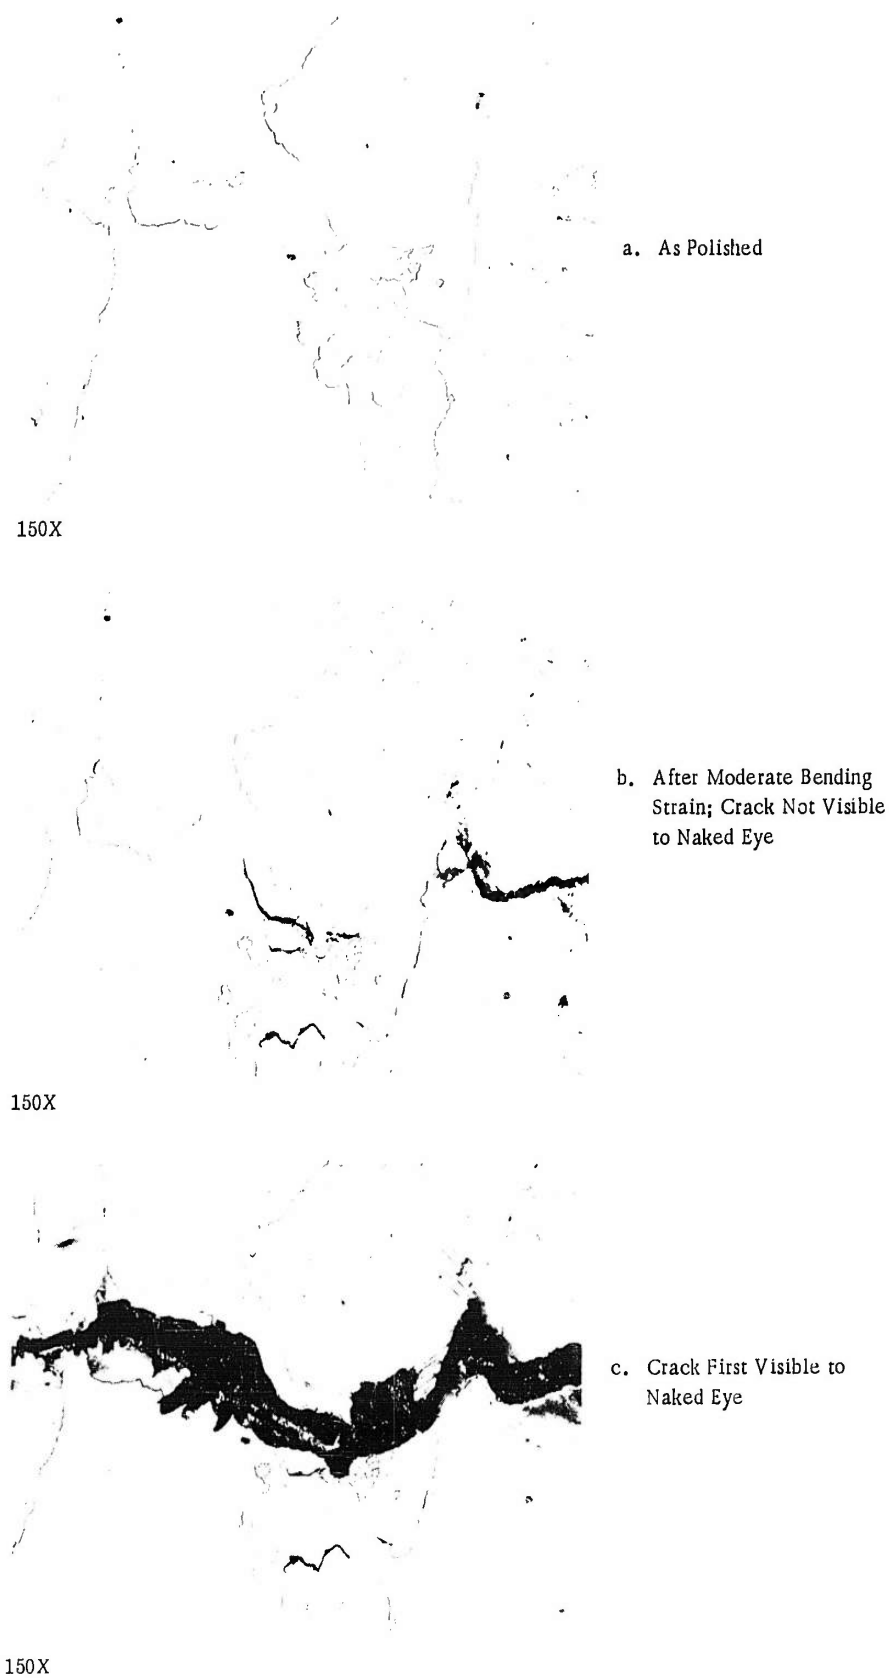 a. As Polished
150X
b. After Moderate Bending
Strain; Crack Not Visible
to Naked Eye
150X
c. Crack First Visible to
Naked Eye
150X